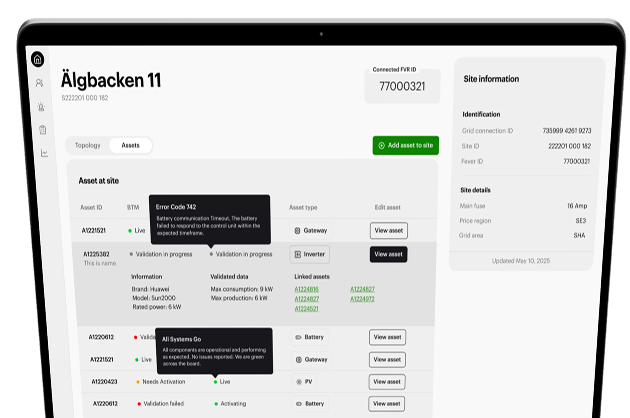 Älgbacken 11
5222201 000 182
Connected FVR ID
77000321
Topology
Assets
Add asset to site
Asset at site
Asset ID
BTM
Asset type
Edit asset
Error Code 742
Battery communication Timeout, The battery
failed to respond to the control unit within the
expected timeframe.
A1221521
Live
Gateway
View asset
A1225382
This is name
Validation in progress
Validation in progress
Inverter
View asset
Information
Brand: Huawei
Model: Sun2000
Rated power: 6 kW
Validated data
Max consumption: 9 kW
Max production: 6 kW
Linked assets
A1224816
A1224827
A1224827
A1224972
A1224521
A1220612
Battery
View asset
All Systems Go
All components are operational and performing
as expected. No issues reported. We are green
across the board.
A1221521
Live
Gateway
View asset
A1220423
Needs Activation
Live
PV
View asset
A1220612
Validation failed
Activating
Battery
View asset
Site information
Identification
Grid connection ID
735999 4261 9273
Site ID
222201 000 182
Fever ID
77000321
Site details
Main fuse
16 Amp
Price region
SE3
Grid area
SHA
Updated May 10, 2025